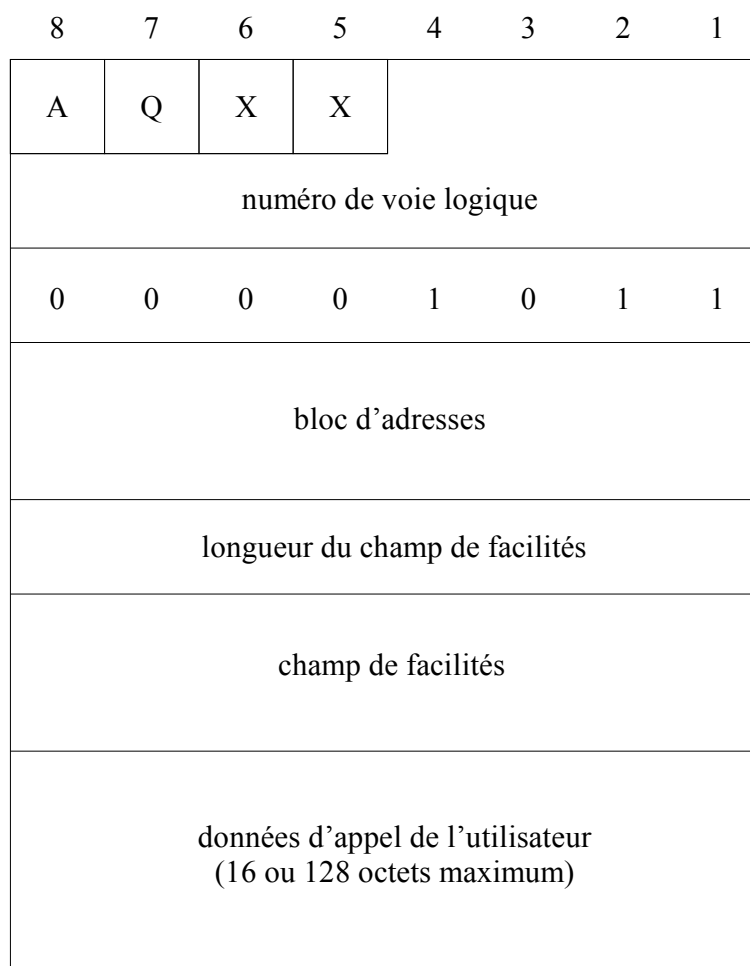 8 7 6 5 4 3 2 1
A Q X X
numéro de voie logique
0 0 0 0 1 0 1 1
bloc d’adresses
longueur du champ de facilités
champ de facilités
données d’appel de l’utilisateur
(16 ou 128 octets maximum)